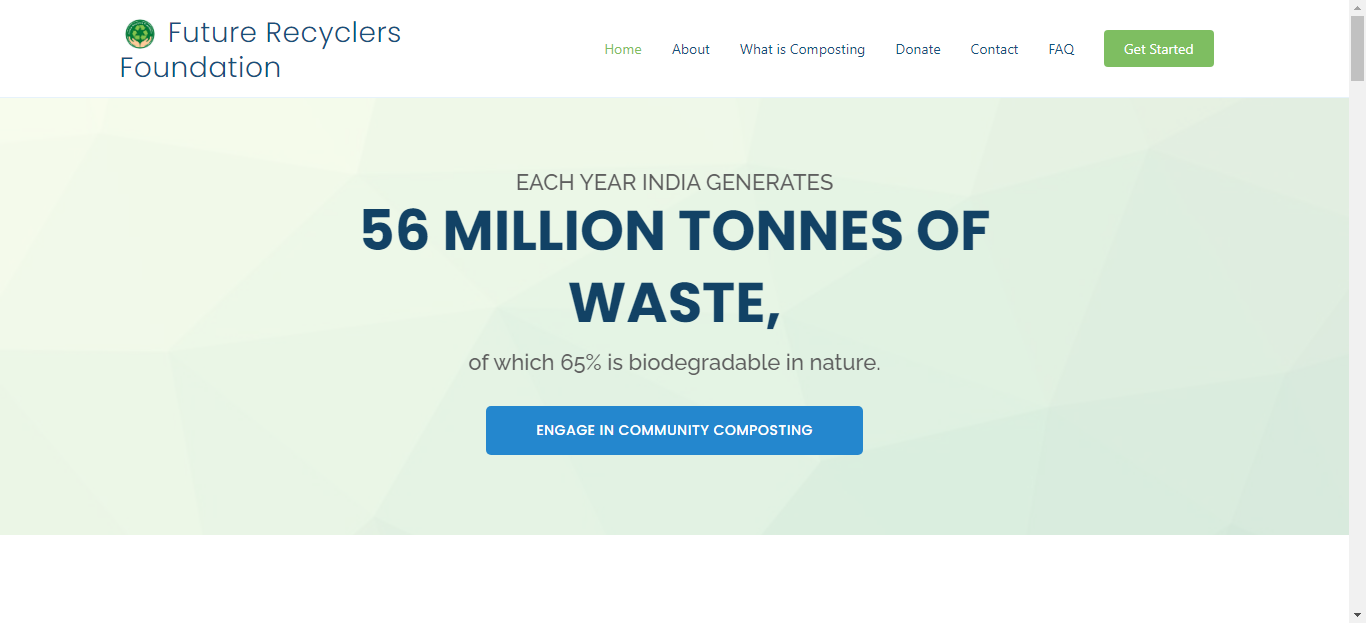 Future Recyclers
Foundation
Home
About
What is Composting
Donate
Contact
FAQ
Get Started
EACH YEAR INDIA GENERATES
56 MILLION TONNES OF
WASTE,
of which 65% is biodegradable in nature.
ENGAGE IN COMMUNITY COMPOSTING